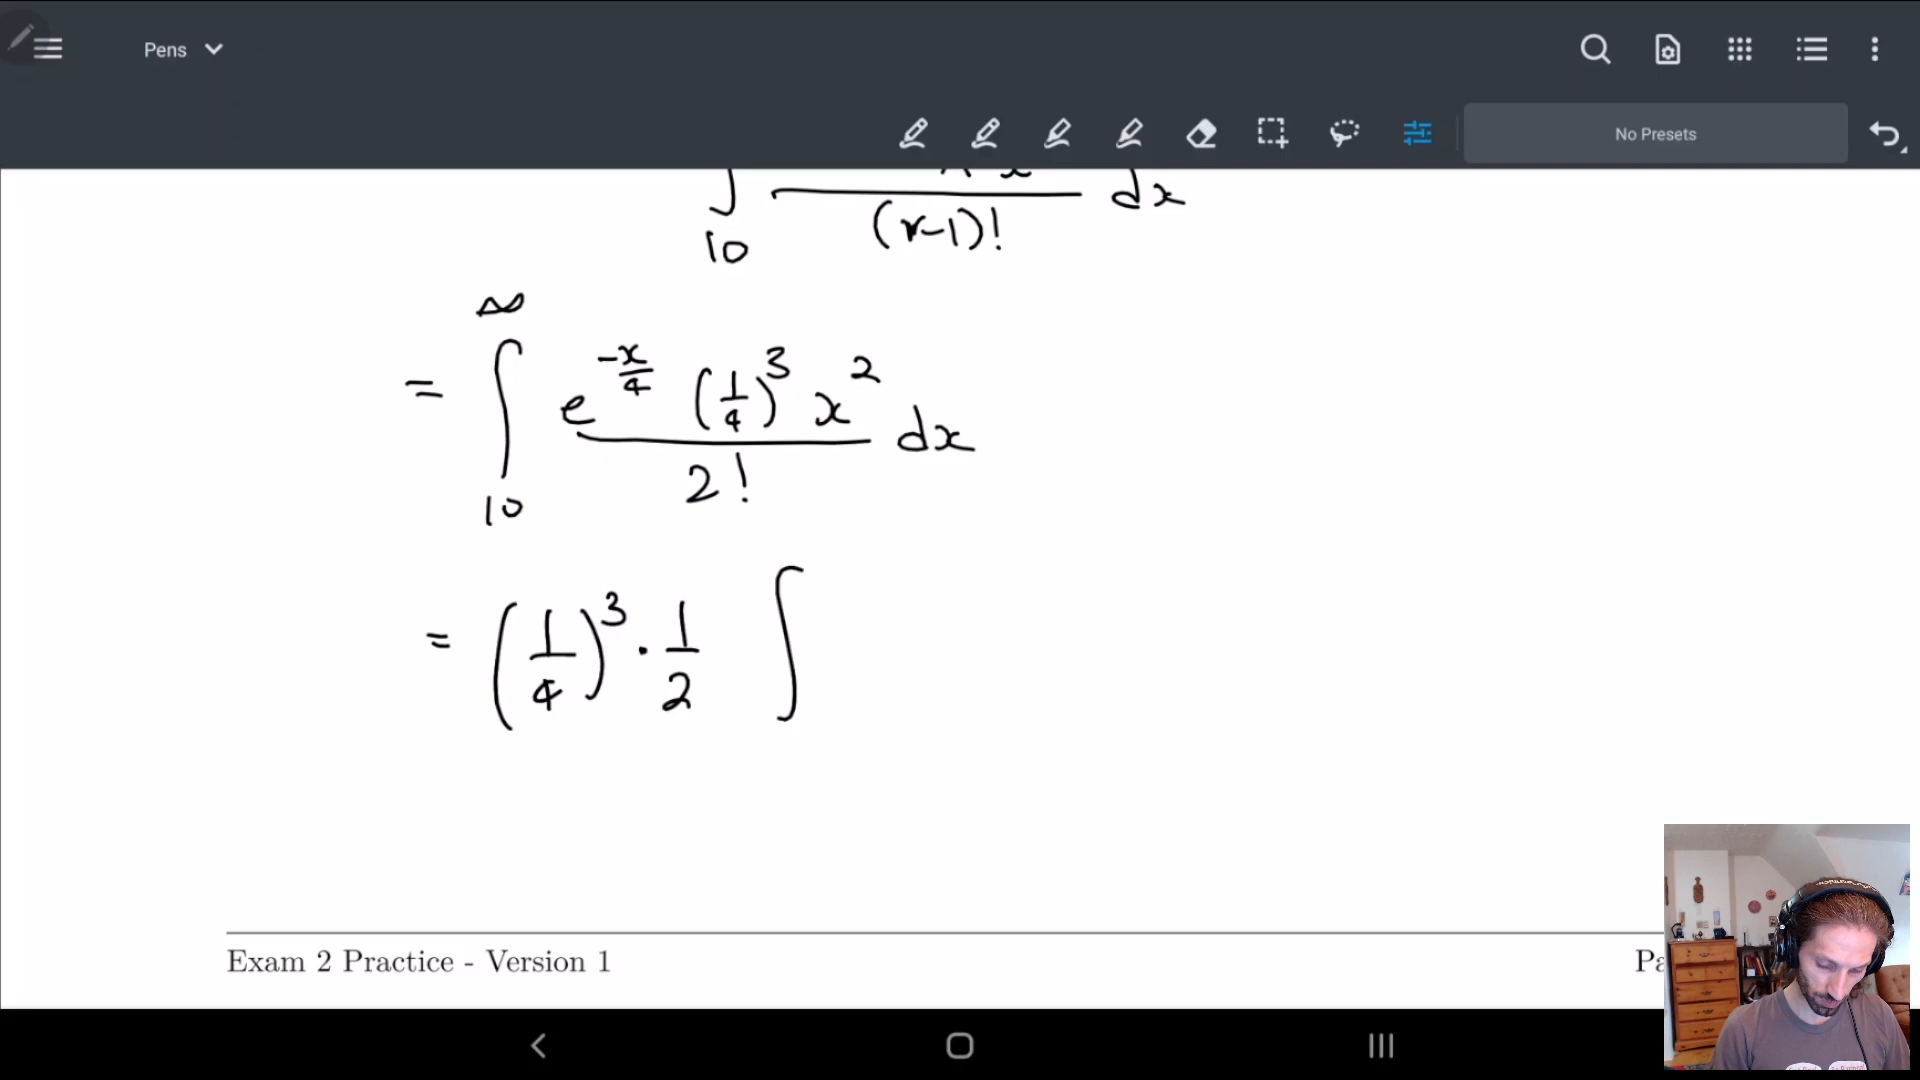 Pens
No Presets
∫ 10 / (r-1)! dx
= ∫ ∞ 10 e^(-x/4) (1/4)^3 x^2 / 2! dx
= (1/4)^3 · 1/2 ∫
Exam 2 Practice - Version 1